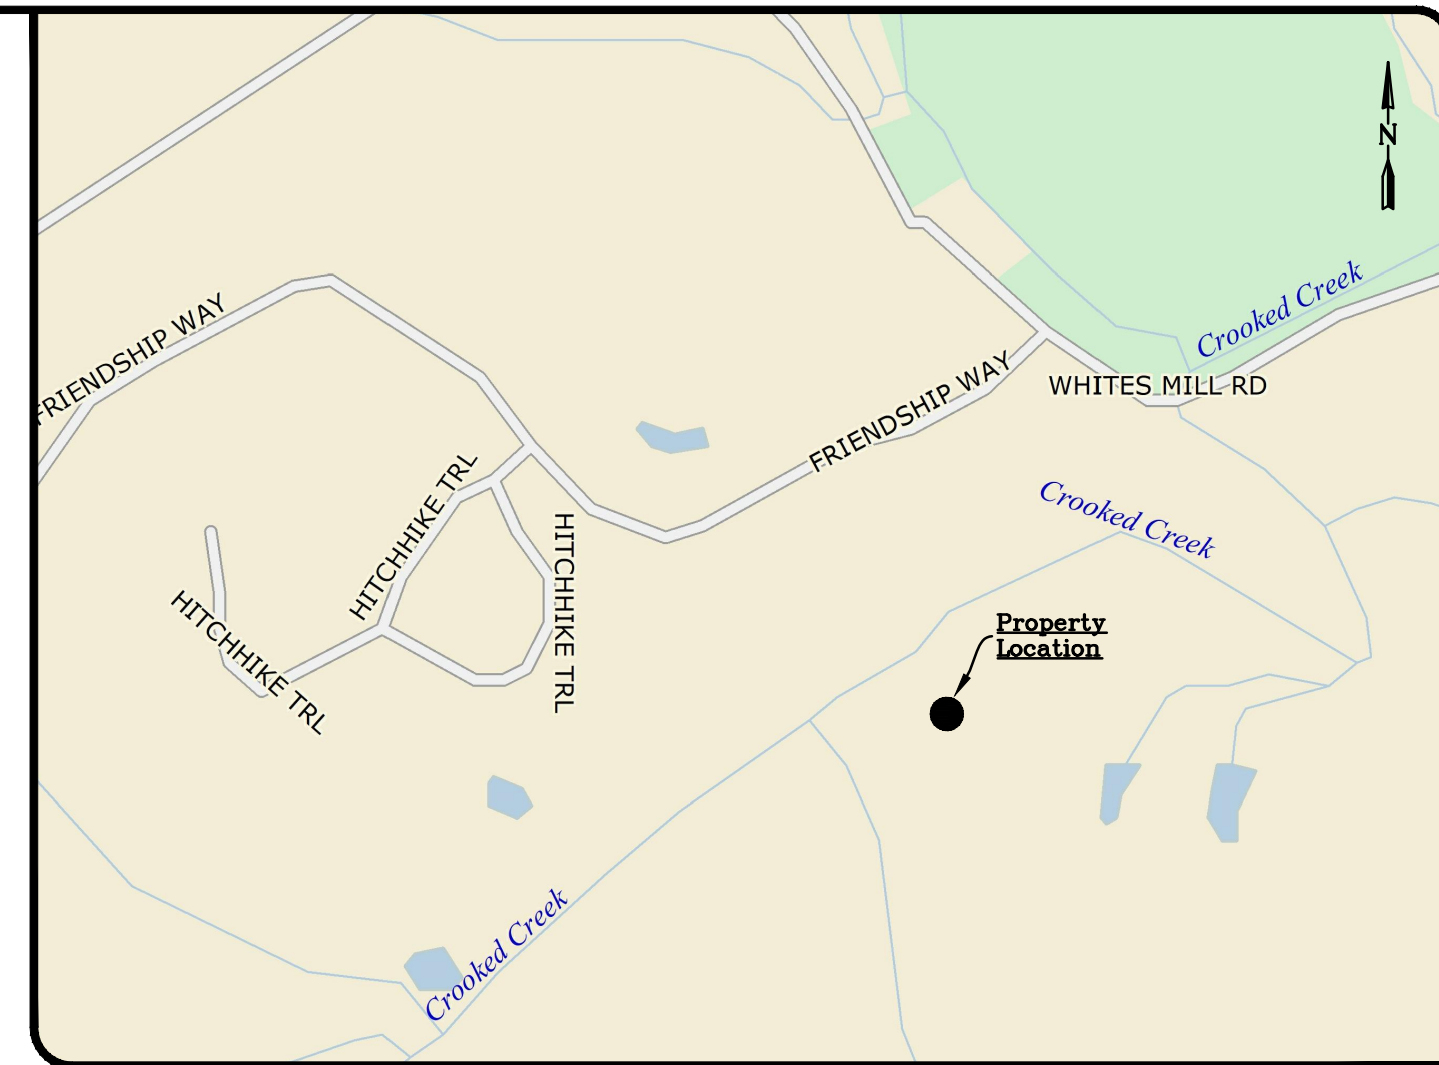 N
Crooked Creek
FRIENDSHIP WAY
FRIENDSHIP WAY
WHITES MILL RD
HITCHHIKE TRL
Crooked Creek
HITCHHIKE TRL
HITCHHIKE TRL
Property
Location
Crooked Creek